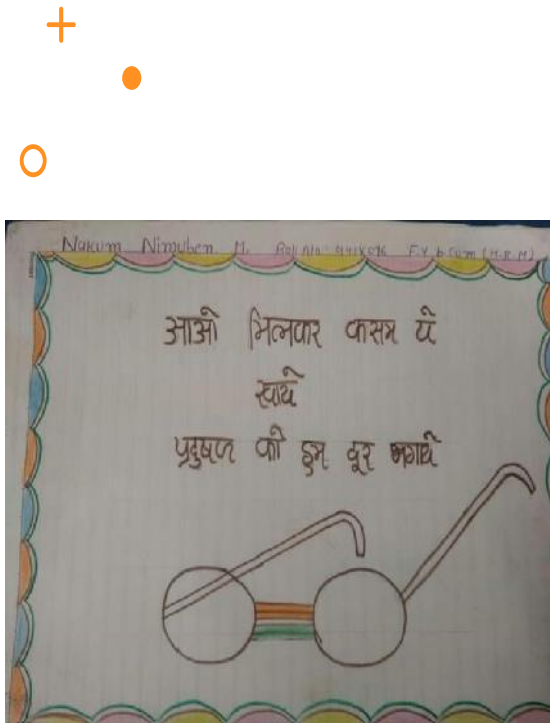 Nakum Nimuben M. Roll No F.Y b.com (H.R.M)
आओ मिलकर कसम ये
खाये
प्रदुषण को हम दूर भगाये